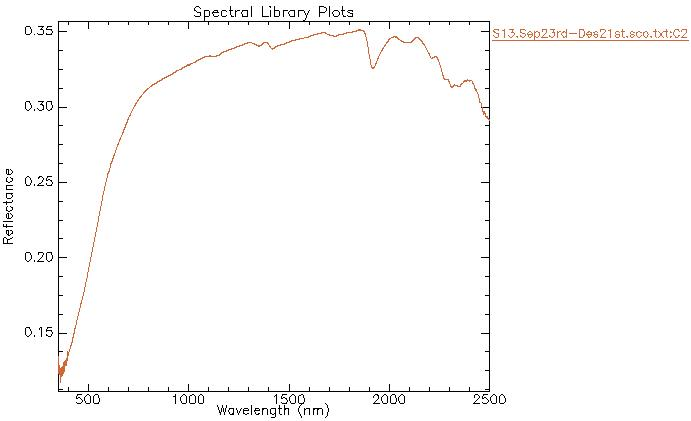 Spectral Library Plots
S13.Sep23rd-Des21st.sco.txt:C2
0.35
0.30
0.25
0.20
0.15
Reflectance
500 1000 1500 2000 2500
Wavelength (nm)